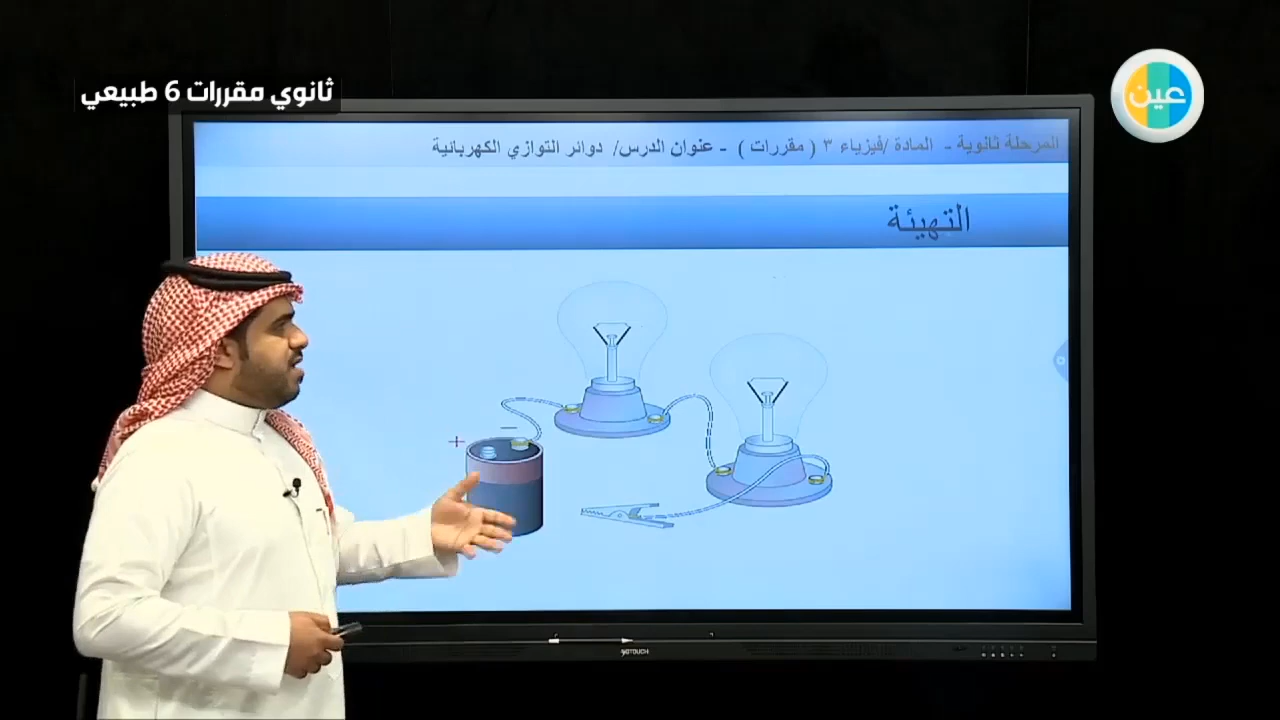 ثانوي مقررات 6 طبيعي
عين
المرحلة ثانوية - المادة /فيزياء ٣ ( مقررات ) - عنوان الدرس/ دوائر التوازي الكهربائية
التهيئة
+ −